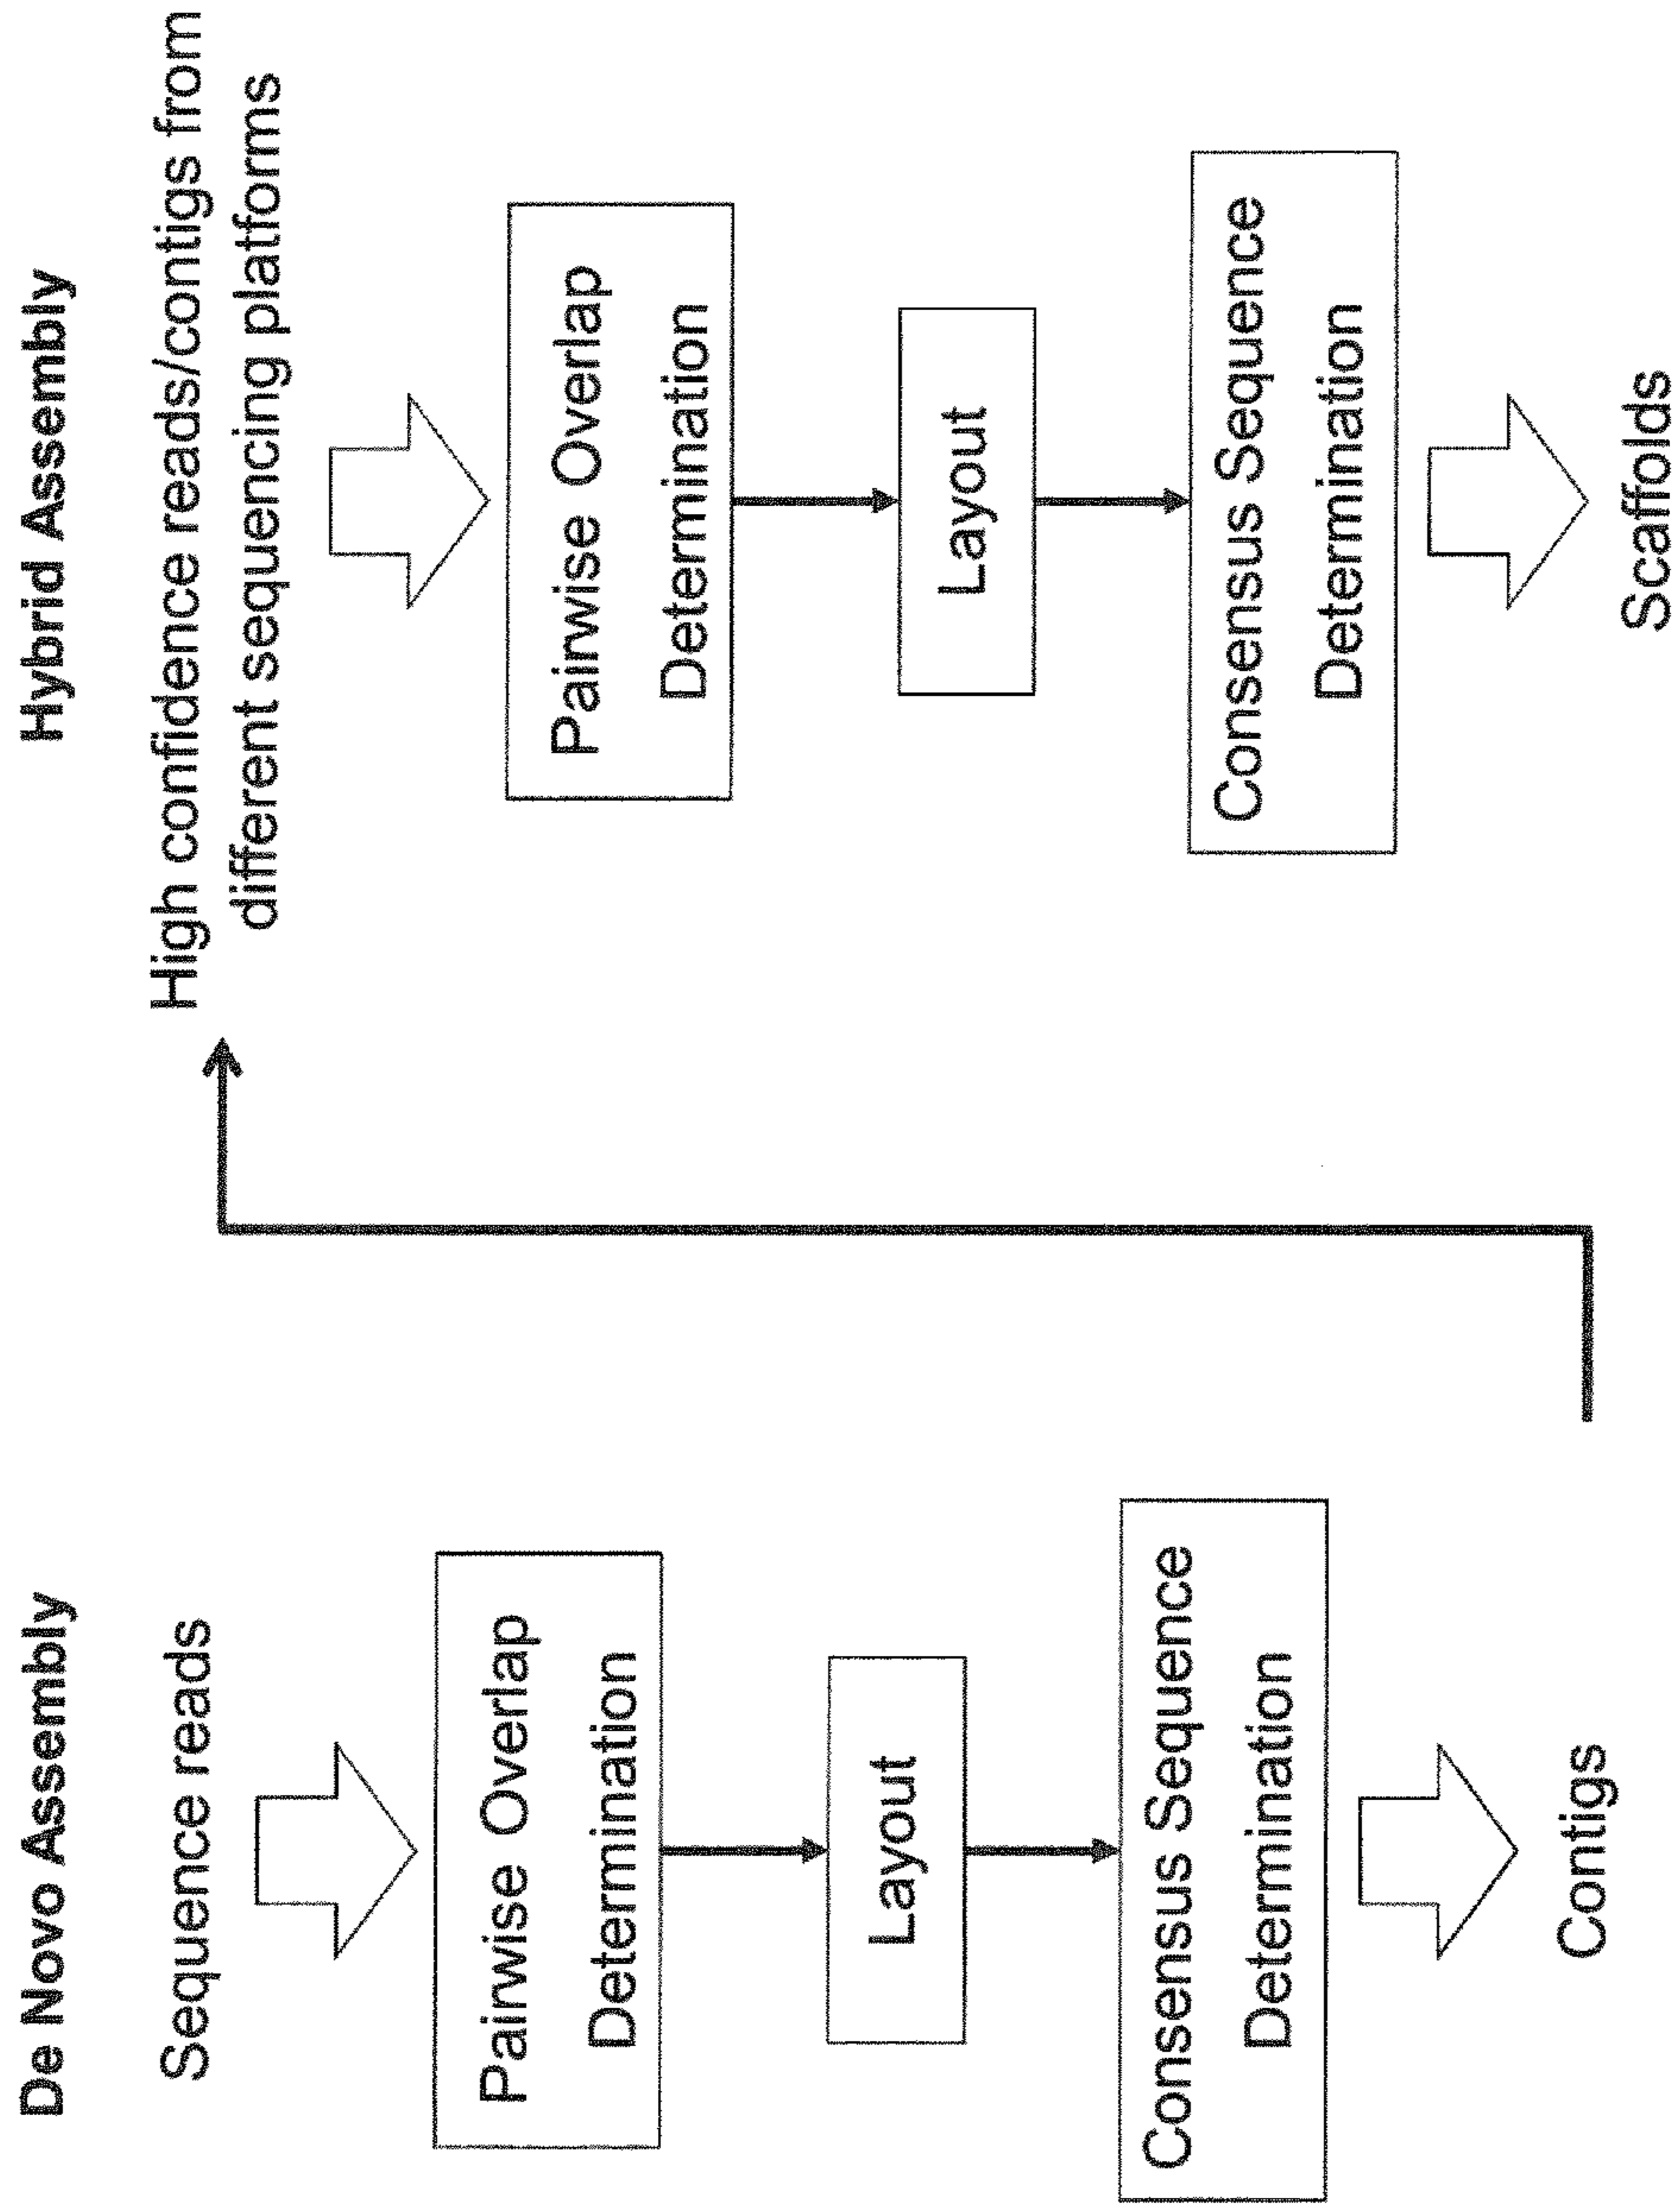 De Novo Assembly
Sequence reads
Pairwise Overlap
Determination
Layout
Consensus Sequence
Determination
Contigs
Hybrid Assembly
High confidence reads/contigs from
different sequencing platforms
Pairwise Overlap
Determination
Layout
Consensus Sequence
Determination
Scaffolds